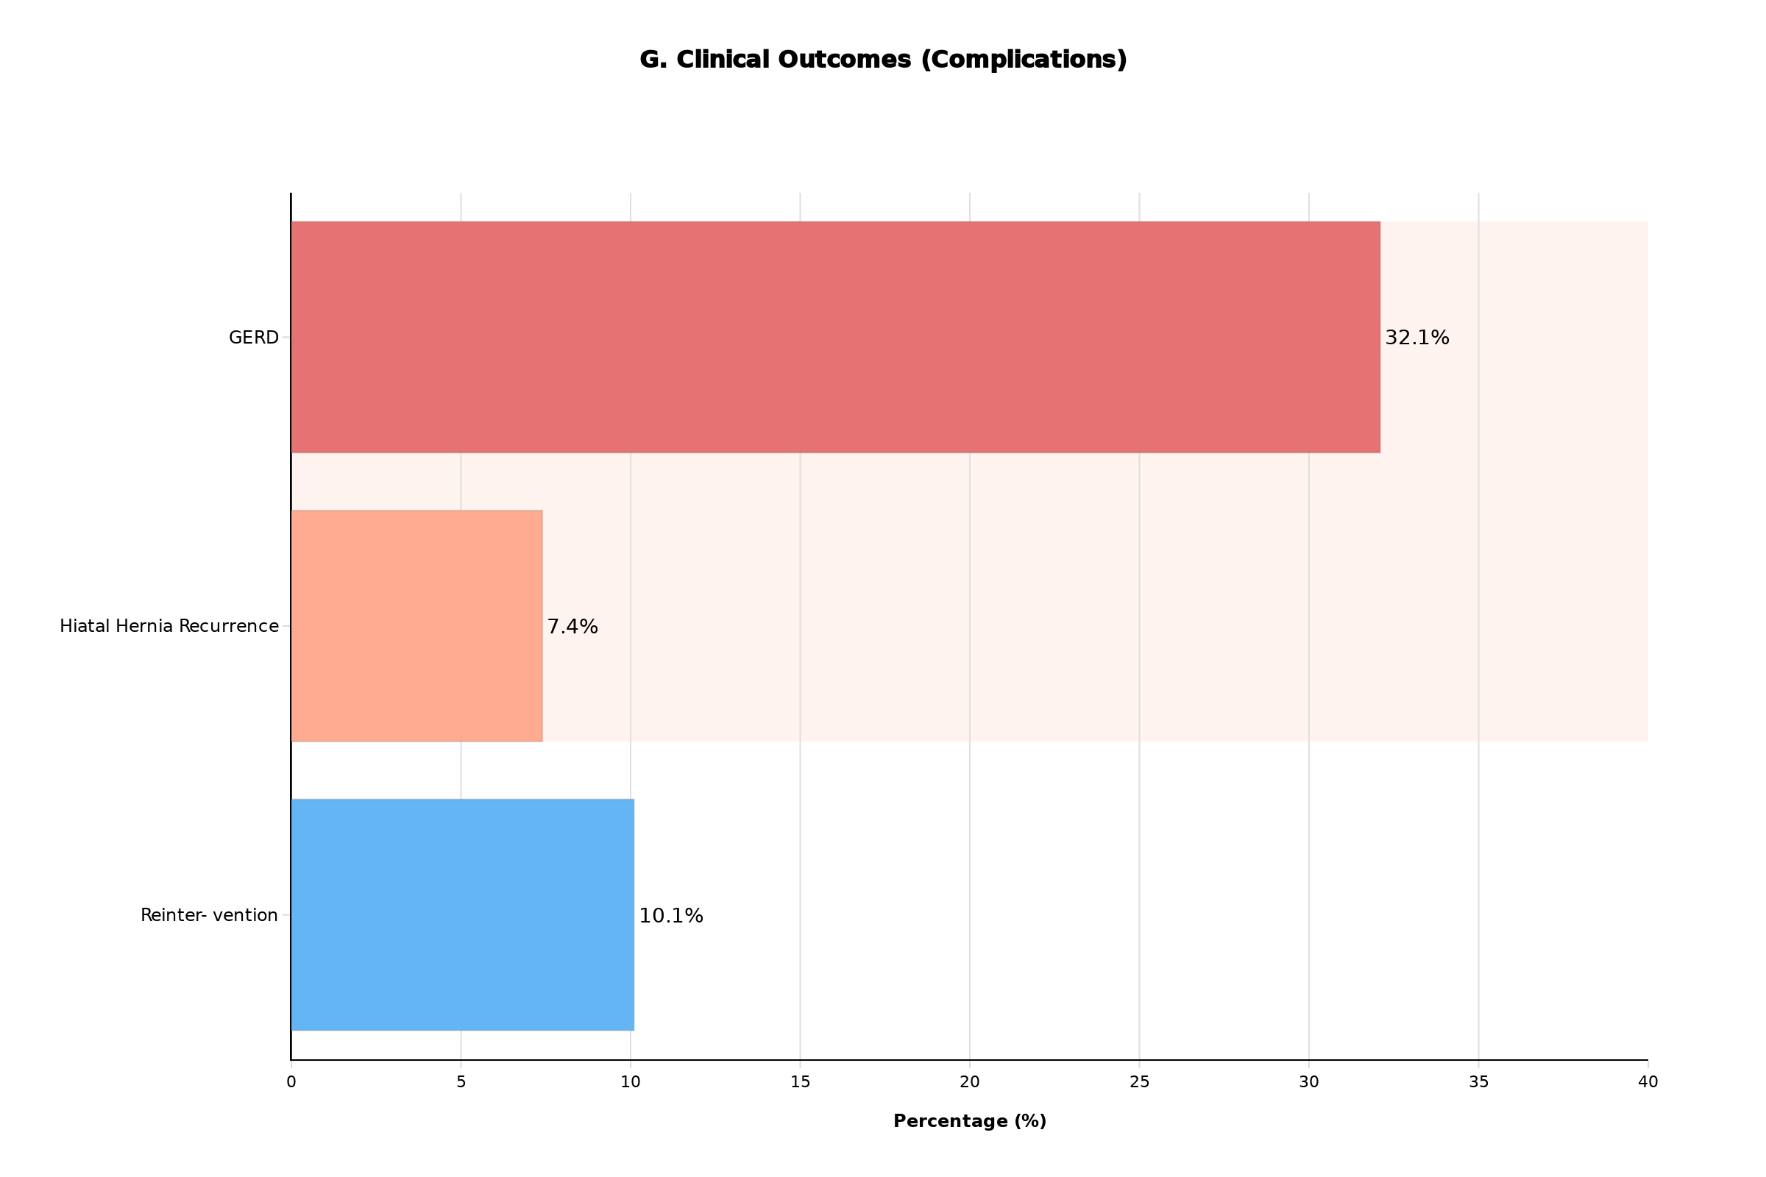 G. Clinical Outcomes (Complications)
GERD
32.1%
Hiatal Hernia Recurrence
7.4%
Reinter- vention
10.1%
0 5 10 15 20 25 30 35 40
Percentage (%)